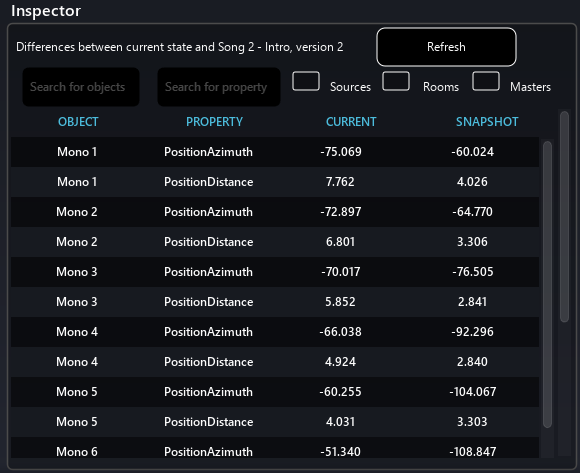 Inspector
Differences between current state and Song 2 - Intro, version 2 Refresh
Search for objects Search for property Sources Rooms Masters
OBJECT PROPERTY CURRENT SNAPSHOT
Mono 1 PositionAzimuth -75.069 -60.024
Mono 1 PositionDistance 7.762 4.026
Mono 2 PositionAzimuth -72.897 -64.770
Mono 2 PositionDistance 6.801 3.306
Mono 3 PositionAzimuth -70.017 -76.505
Mono 3 PositionDistance 5.852 2.841
Mono 4 PositionAzimuth -66.038 -92.296
Mono 4 PositionDistance 4.924 2.840
Mono 5 PositionAzimuth -60.255 -104.067
Mono 5 PositionDistance 4.031 3.303
Mono 6 PositionAzimuth -51.340 -108.847